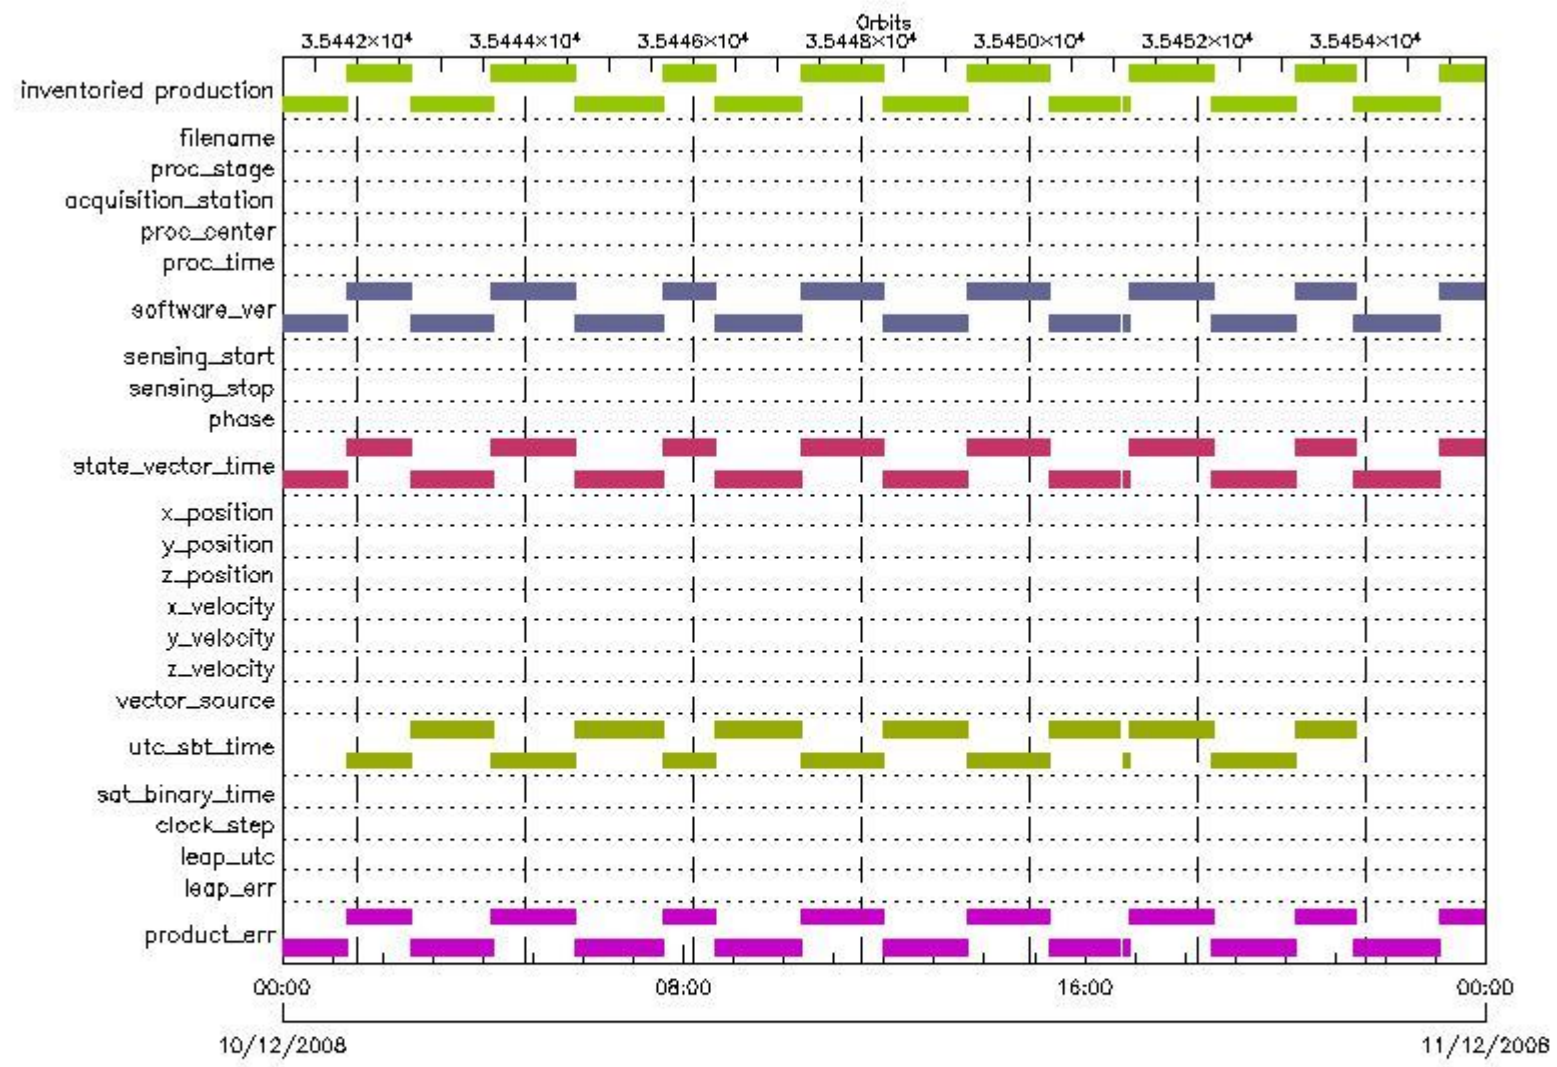 Orbits
3.5442×10⁴ 3.5444×10⁴ 3.5446×10⁴ 3.5448×10⁴ 3.5450×10⁴ 3.5452×10⁴ 3.5454×10⁴
inventoried production
filename
proc_stage
acquisition_station
proc_center
proc_time
software_ver
sensing_start
sensing_stop
phase
state_vector_time
x_position
y_position
z_position
x_velocity
y_velocity
z_velocity
vector_source
utc_sbt_time
sat_binary_time
clock_step
leap_utc
leap_err
product_err
00:00 08:00 16:00 00:00
10/12/2008 11/12/2008